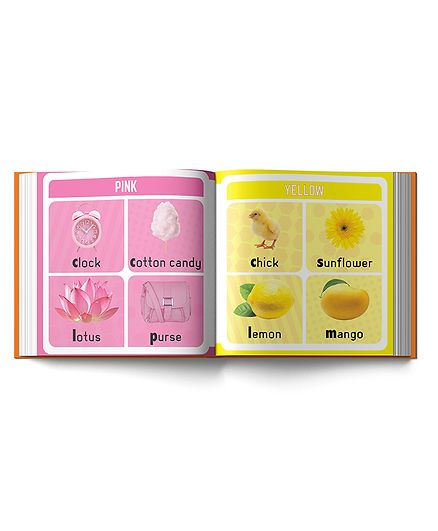 PINK
clock
cotton candy
lotus
purse
YELLOW
chick
sunflower
lemon
mango